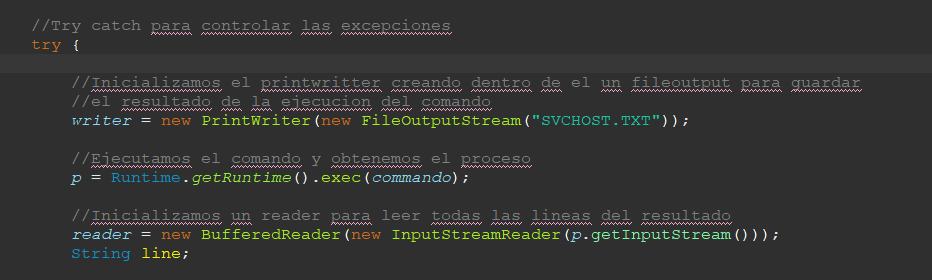 //Try catch para controlar las excepciones
try {
//Inicializamos el printwritter creando dentro de el un fileoutput para guardar
//el resultado de la ejecucion del comando
writer = new PrintWriter(new FileOutputStream("SVCHOST.TXT"));
//Ejecutamos el comando y obtenemos el proceso
p = Runtime.getRuntime().exec(commando);
//Inicializamos un reader para leer todas las lineas del resultado
reader = new BufferedReader(new InputStreamReader(p.getInputStream()));
String line;